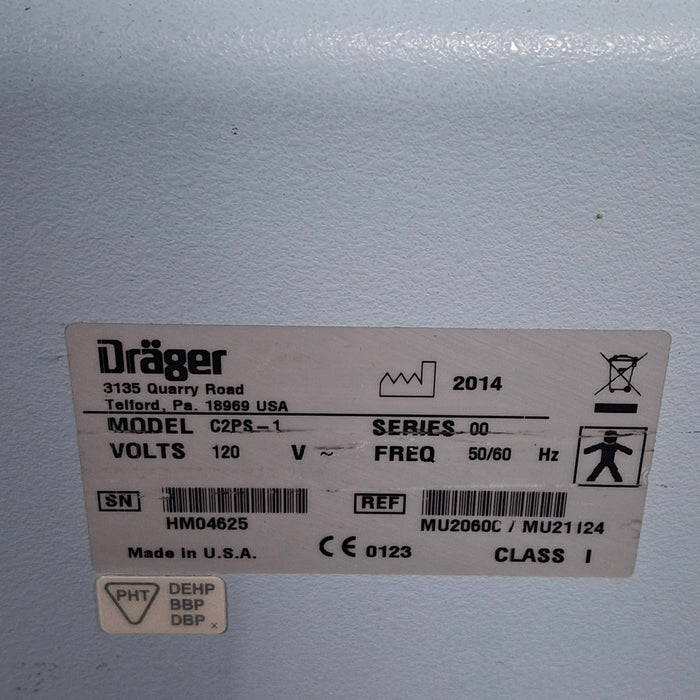 Dräger
3135 Quarry Road
Telford, Pa. 18969 USA
2014
MODEL C2PS-1 SERIES 00
VOLTS 120 V ~ FREQ 50/60 Hz
SN REF
HM04625 MU20600 / MU21124
Made in U.S.A. CE 0123 CLASS I
PHT DEHP
BBP
DBP x